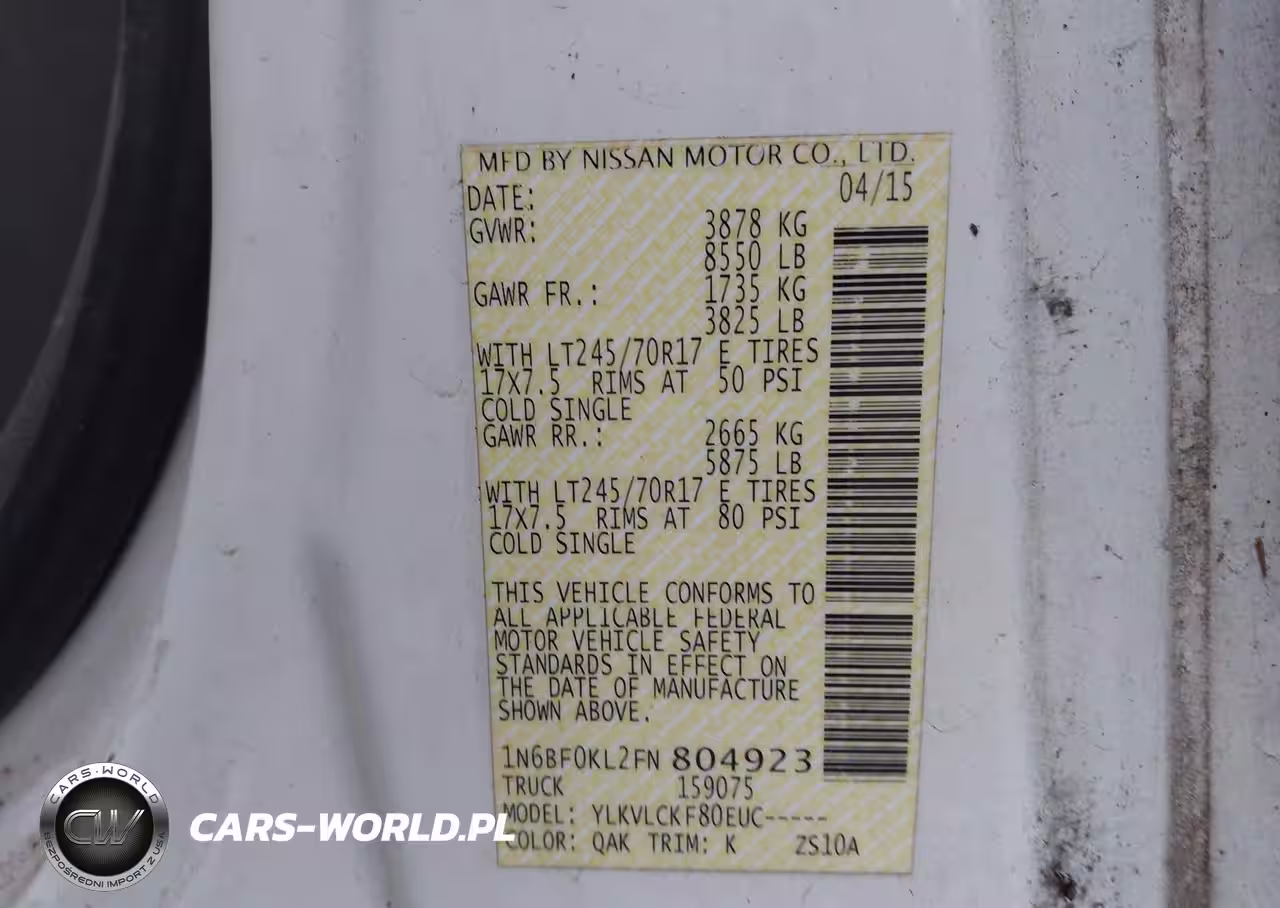 MFD BY NISSAN MOTOR CO., LTD.
DATE: 04/15
GVWR: 3878 KG
8550 LB
GAWR FR.: 1735 KG
3825 LB
WITH LT245/70R17 E TIRES
17X7.5 RIMS AT 50 PSI
COLD SINGLE
GAWR RR.: 2665 KG
5875 LB
WITH LT245/70R17 E TIRES
17X7.5 RIMS AT 80 PSI
COLD SINGLE
THIS VEHICLE CONFORMS TO
ALL APPLICABLE FEDERAL
MOTOR VEHICLE SAFETY
STANDARDS IN EFFECT ON
THE DATE OF MANUFACTURE
SHOWN ABOVE.
1N6BF0KL2FN 804923
TRUCK 159075
MODEL: YLKVLCKF80EUC-----
COLOR: QAK TRIM: K ZS10A
CARS-WORLD
CW
BEZPOŚREDNI IMPORT Z USA
CARS-WORLD.PL